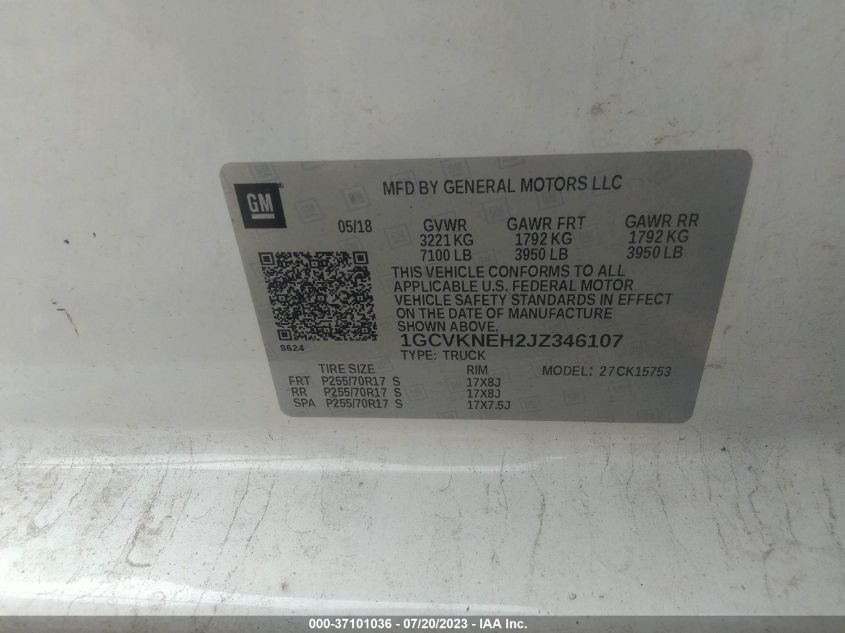 GM
MFD BY GENERAL MOTORS LLC
05/18 GVWR GAWR FRT GAWR RR
3221 KG 1792 KG 1792 KG
7100 LB 3950 LB 3950 LB
THIS VEHICLE CONFORMS TO ALL
APPLICABLE U.S. FEDERAL MOTOR
VEHICLE SAFETY STANDARDS IN EFFECT
ON THE DATE OF MANUFACTURE
SHOWN ABOVE.
8624
1GCVKNEH2JZ346107
TYPE: TRUCK
TIRE SIZE RIM MODEL: 27CK15753
FRT P255/70R17 S 17X8J
RR P255/70R17 S 17X8J
SPA P255/70R17 S 17X7.5J
000-37101036 - 07/20/2023 - IAA Inc.